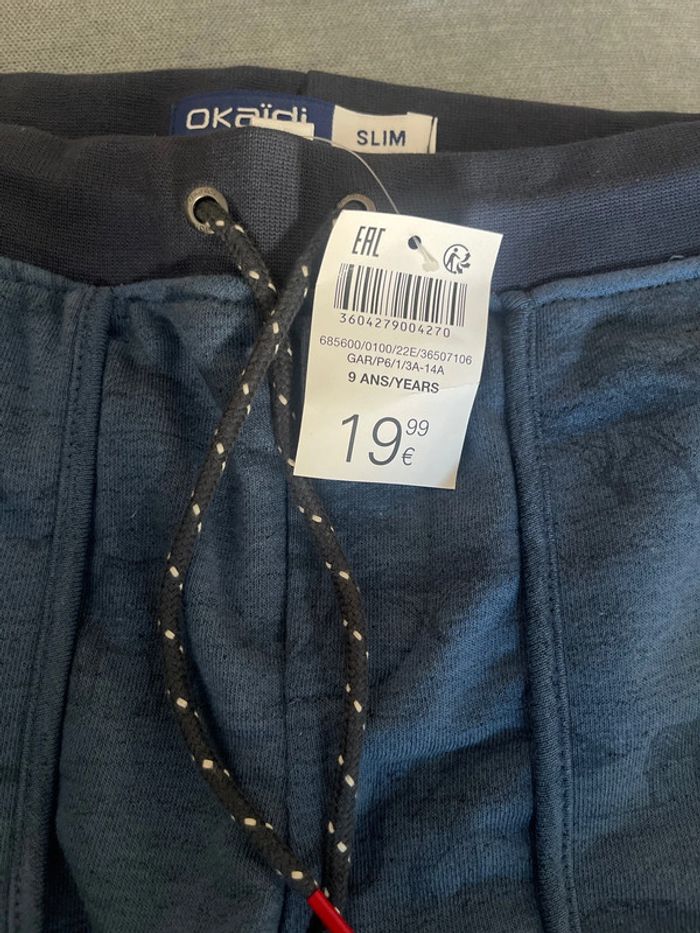 OKaïdi
SLIM
EAC
3604279004270
685600/0100/22E/36507106
GAR/P6/1/3A-14A
9 ANS/YEARS
19,99
€